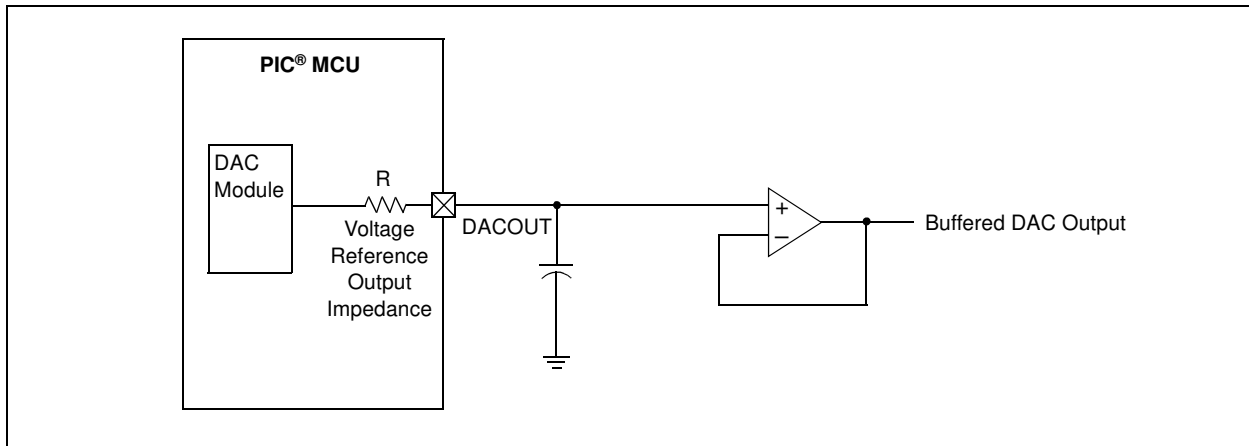 PIC® MCU
DAC
Module
R
Voltage
Reference
Output
Impedance
DACOUT
+
–
Buffered DAC Output